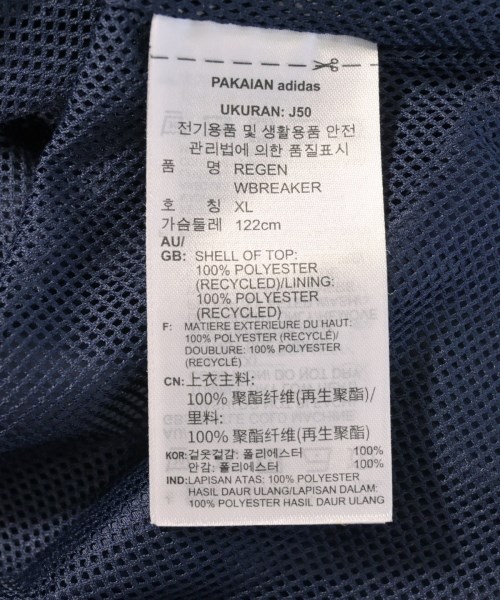 PAKAIAN adidas
UKURAN: J50
전기용품 및 생활용품 안전
관리법에 의한 품질표시
품 명 REGEN
WBREAKER
호 칭 XL
가슴둘레 122cm
AU/
GB: SHELL OF TOP:
100% POLYESTER
(RECYCLED)/LINING:
100% POLYESTER
(RECYCLED)
F: MATIERE EXTERIEURE DU HAUT:
100% POLYESTER (RECYCLÉ)/
DOUBLURE: 100% POLYESTER
(RECYCLÉ)
CN: 上衣主料:
100% 聚酯纤维(再生聚酯)/
里料:
100% 聚酯纤维(再生聚酯)
KOR: 겉옷겉감: 폴리에스터 100%
안감: 폴리에스터 100%
IND: LAPISAN ATAS: 100% POLYESTER
HASIL DAUR ULANG/LAPISAN DALAM:
100% POLYESTER HASIL DAUR ULANG